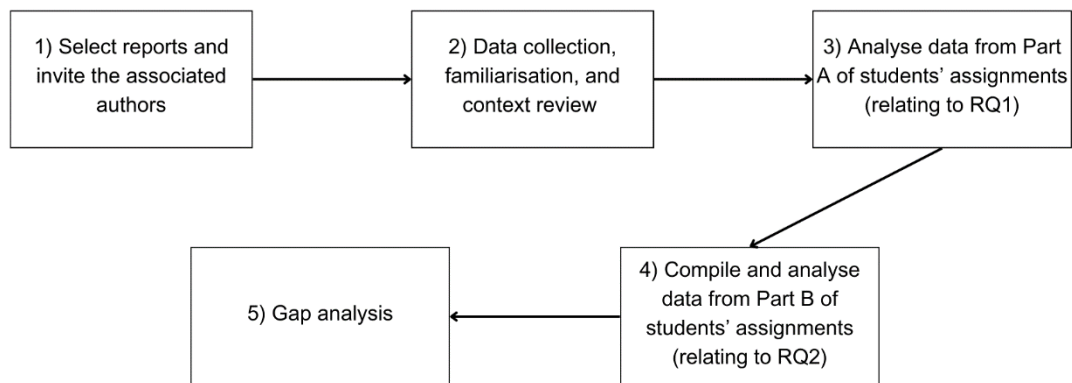 1) Select reports and
invite the associated
authors
2) Data collection,
familiarisation, and
context review
3) Analyse data from Part
A of students’ assignments
(relating to RQ1)
4) Compile and analyse
data from Part B of
students’ assignments
(relating to RQ2)
5) Gap analysis